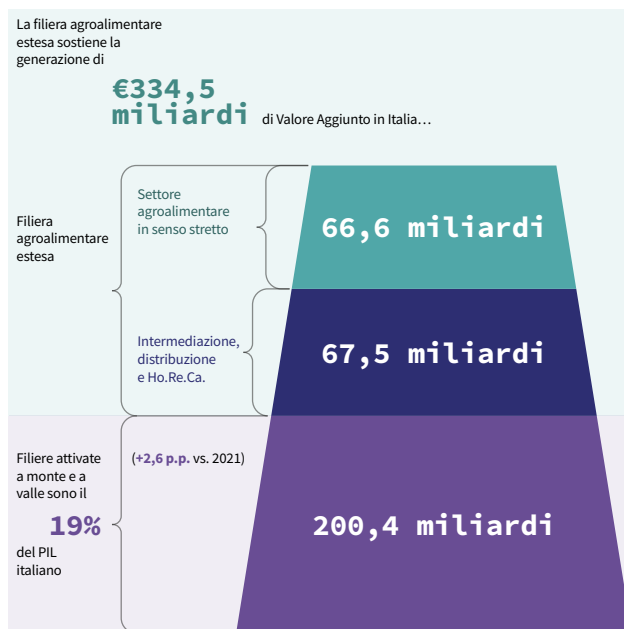 La filiera agroalimentare
estesa sostiene la
generazione di
€334,5
miliardi di Valore Aggiunto in Italia…
Settore
agroalimentare
in senso stretto
66,6 miliardi
Filiera
agroalimentare
estesa
Intermediazione,
distribuzione
e Ho.Re.Ca.
67,5 miliardi
Filiere attivate
a monte e a
valle sono il
19%
del PIL
italiano
(+2,6 p.p. vs. 2021)
200,4 miliardi